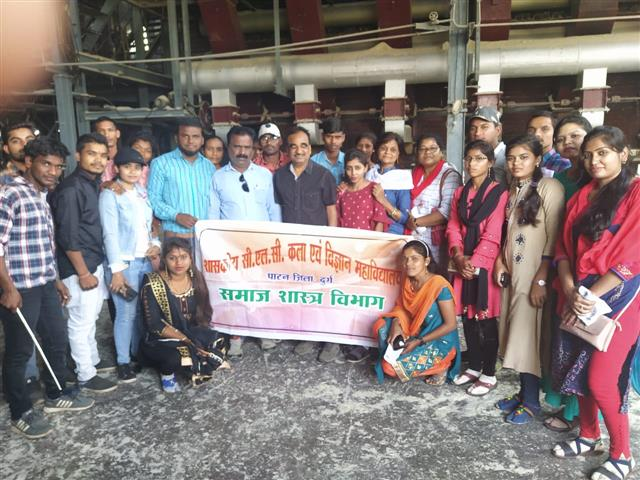 शासकीय सी.एल.सी. कला एवं विज्ञान महाविद्यालय
पाटन जिला, दुर्ग
समाज शास्त्र विभाग